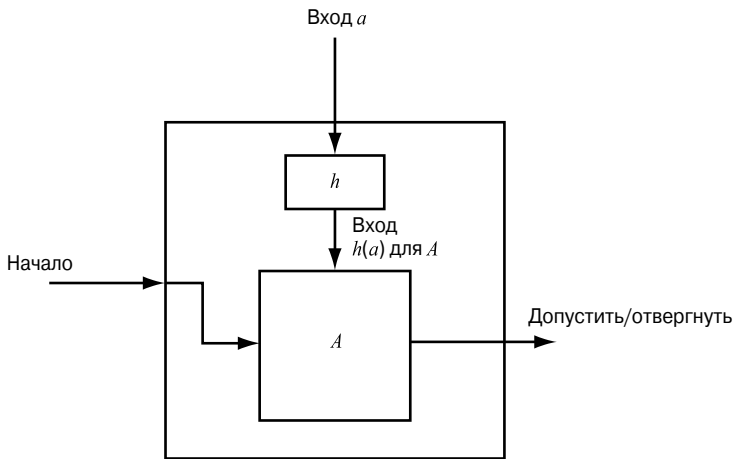 Вход a
h
Вход
h(a) для A
Начало
Допустить/отвергнуть
A